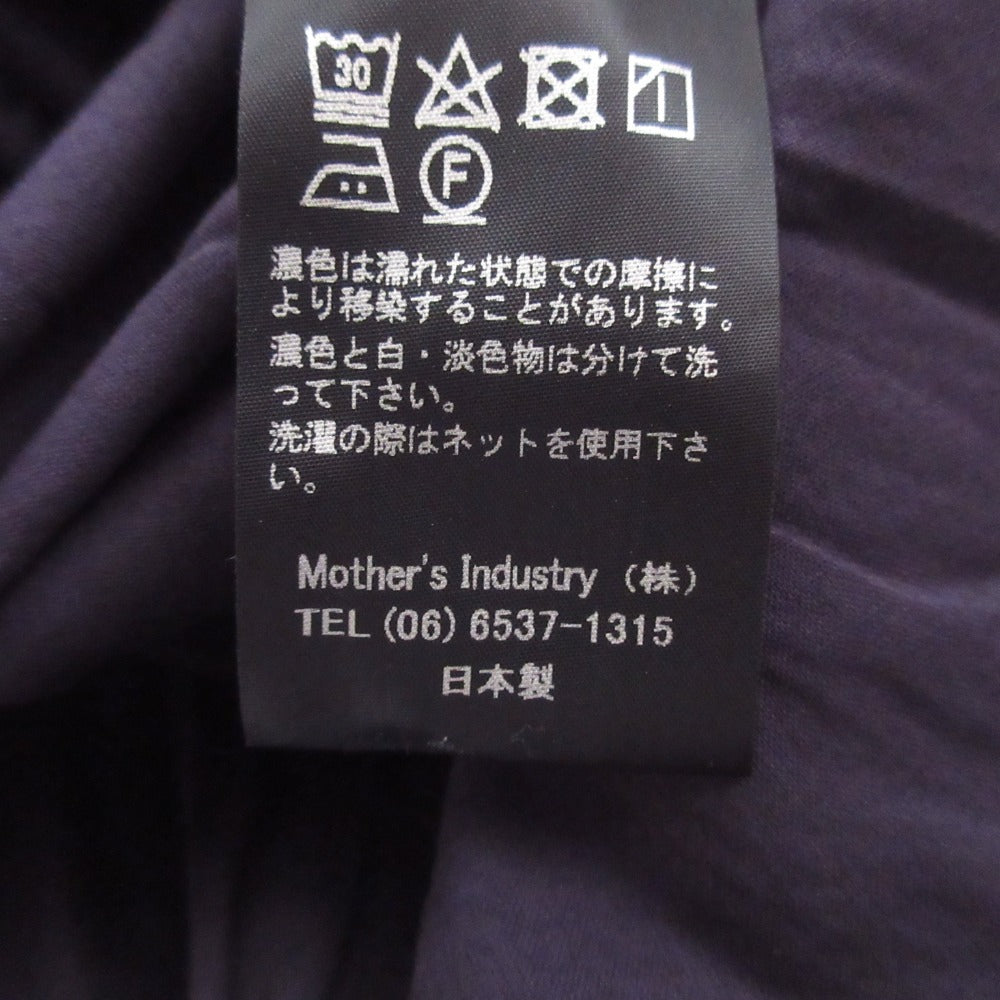 30
F
濃色は濡れた状態での摩擦に
より移染することがあります。
濃色と白・淡色物は分けて洗
って下さい。
洗濯の際はネットを使用下さ
い。
Mother's Industry (株)
TEL (06) 6537-1315
日本製